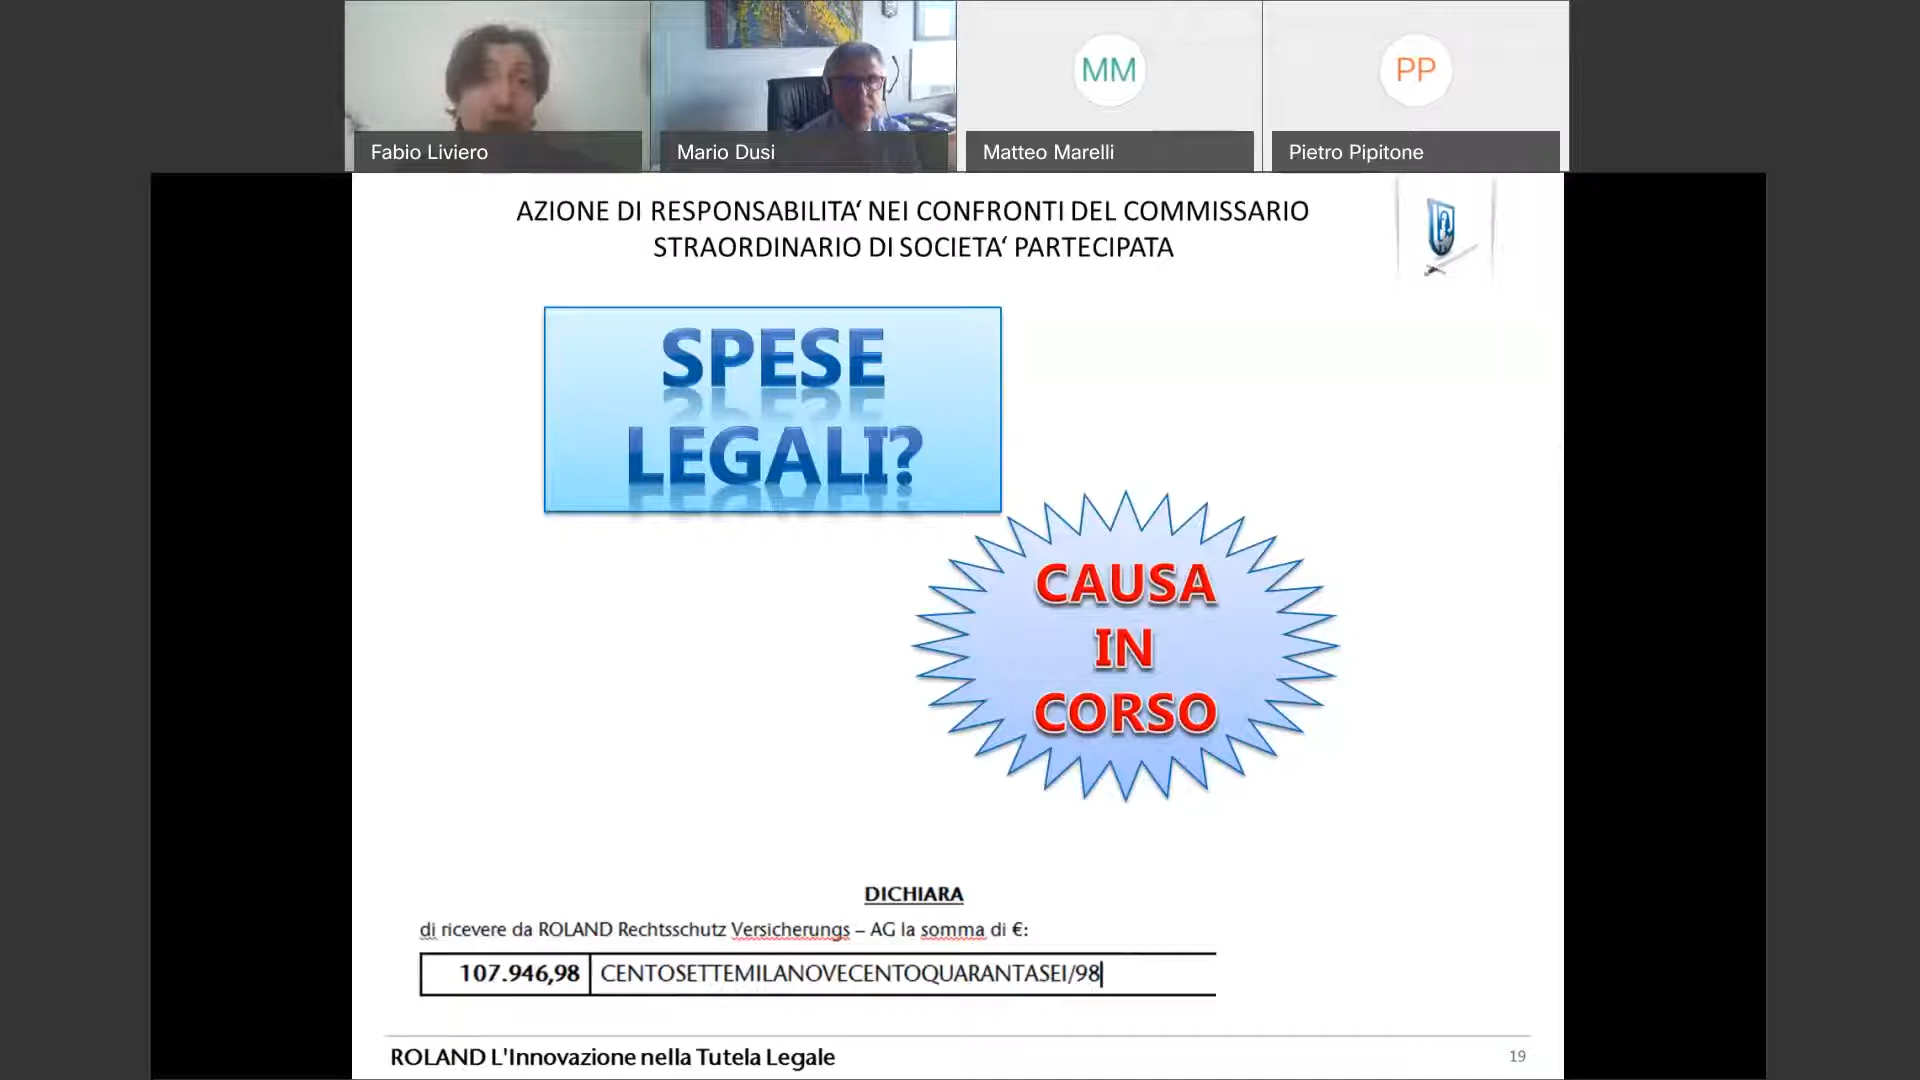 MM
PP
Fabio Liviero
Mario Dusi
Matteo Marelli
Pietro Pipitone
AZIONE DI RESPONSABILITA‘ NEI CONFRONTI DEL COMMISSARIO
STRAORDINARIO DI SOCIETA‘ PARTECIPATA
SPESE
LEGALI?
CAUSA
IN
CORSO
DICHIARA
di ricevere da ROLAND Rechtsschutz Versicherungs – AG la somma di €:
107.946,98 CENTOSETTEMILANOVECENTOQUARANTASEI/98
ROLAND L'Innovazione nella Tutela Legale
19